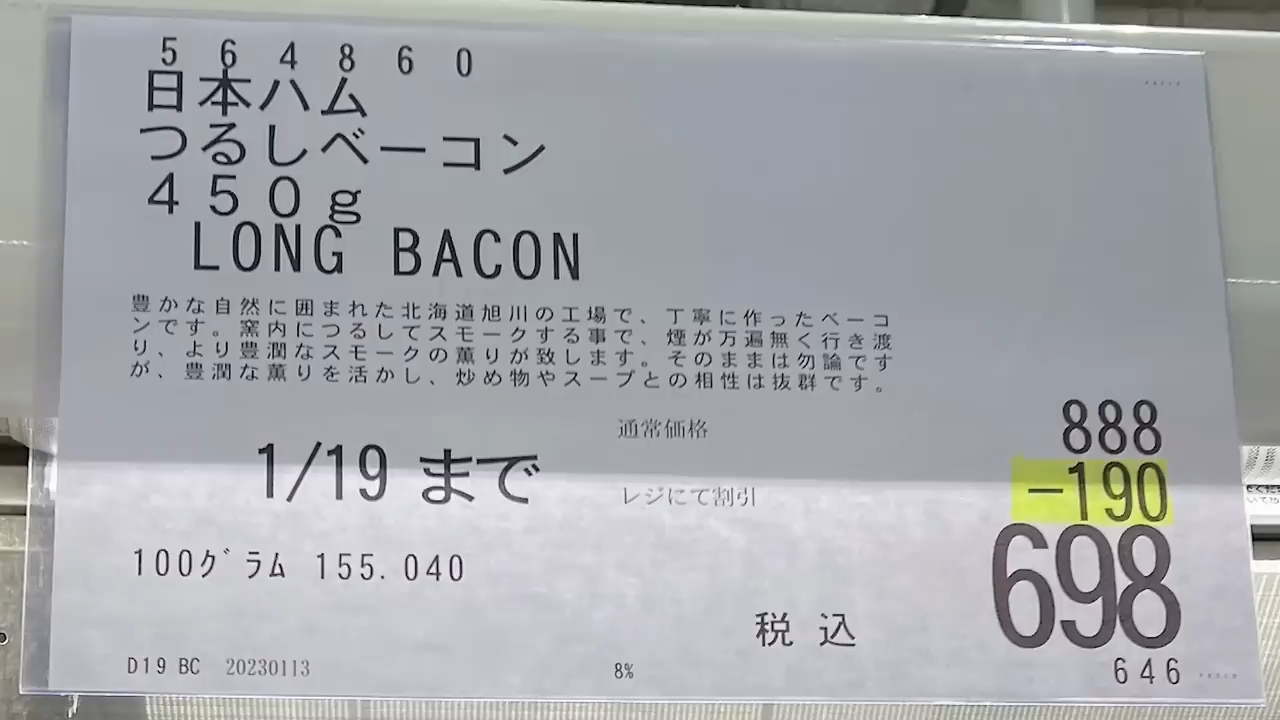 564860
日本ハム
つるしベーコン
450g
LONG BACON
豊かな自然に囲まれた北海道旭川の工場で、丁寧に作ったベーコ
ンです。窯内につるしてスモークする事で、煙が万遍無く行き渡
り、より豊潤なスモークの薫りが致します。そのままは勿論です
が、豊潤な薫りを活かし、炒め物やスープとの相性は抜群です。
通常価格 888
1/19 まで レジにて割引 -190
698
100グラム 155.040
税込
646
D19 BC 20230113 8%